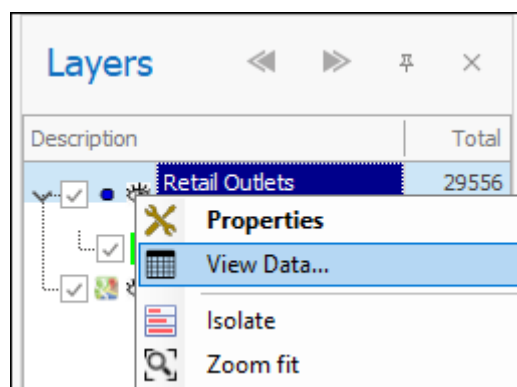 Layers
Description Total
Retail Outlets 29556
Properties
View Data...
Isolate
Zoom fit